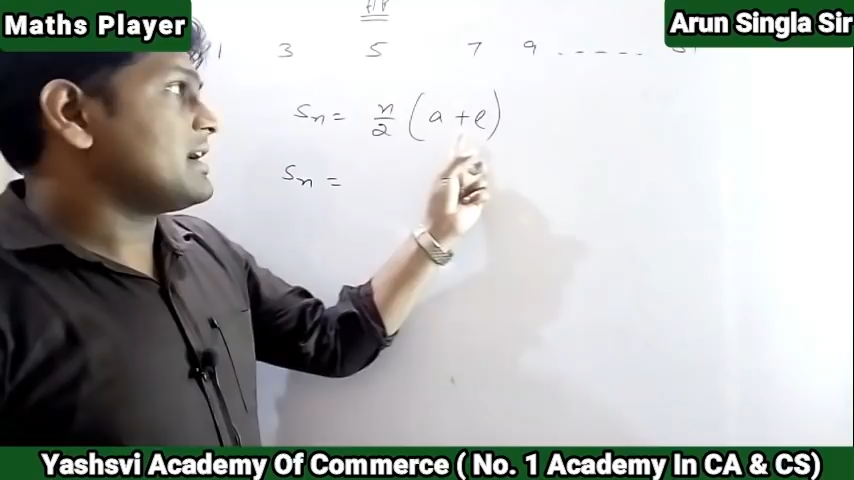 Maths Player
Arun Singla Sir
1 3 5 7 9 ..... 51
Sn = n/2 (a + l)
Sn =
Yashsvi Academy Of Commerce ( No. 1 Academy In CA & CS)